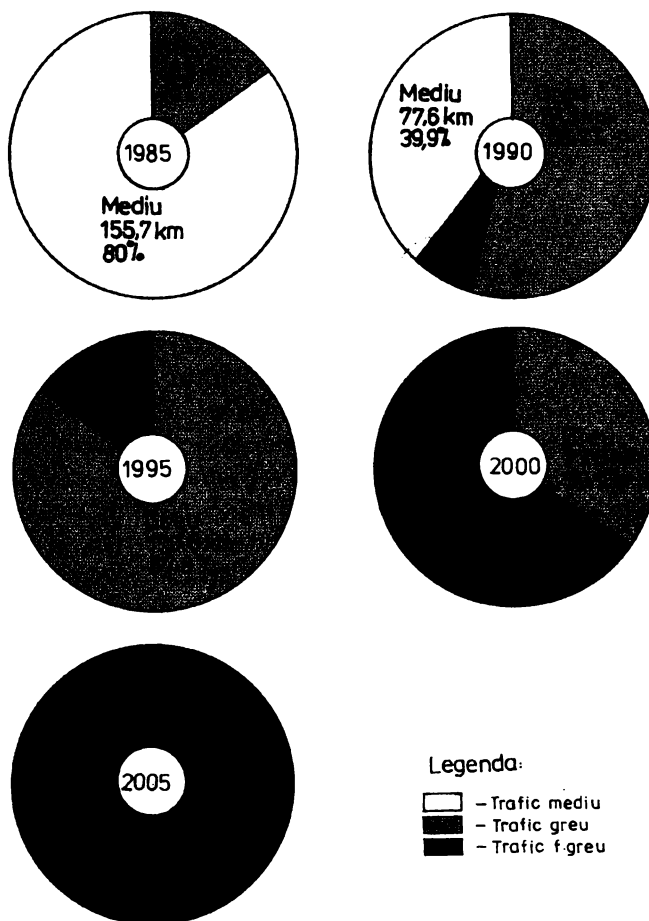 1985
Mediu
155,7 km
80%
Mediu
77,6 km
39,9%
1990
1995
2000
2005
Legenda:
- Trafic mediu
- Trafic greu
- Trafic f.greu